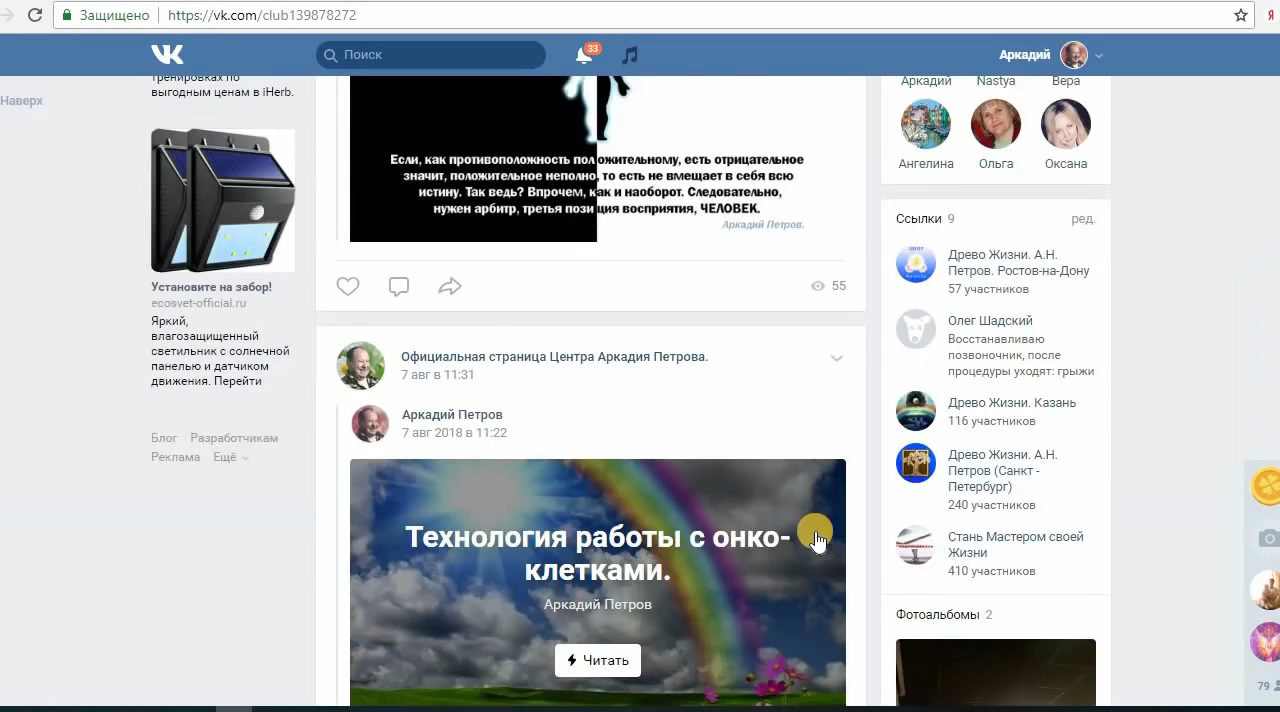 Защищено
https://vk.com/club139878272
Я
Поиск
33
Аркадий
Наверх
тренировках по
выгодным ценам в iHerb.
Установите на забор!
ecosvet-official.ru
Яркий,
влагозащищенный
светильник с солнечной
панелью и датчиком
движения. Перейти
Блог Разработчикам
Реклама Ещё
Если, как противоположность положительному, есть отрицательное
значит, положительное неполно, то есть не вмещает в себя всю
истину. Так ведь? Впрочем, как и наоборот. Следовательно,
нужен арбитр, третья позиция восприятия, ЧЕЛОВЕК.
Аркадий Петров.
55
Официальная страница Центра Аркадия Петрова.
7 авг в 11:31
Аркадий Петров
7 авг 2018 в 11:22
Технология работы с онко-
клетками.
Аркадий Петров
Читать
Аркадий Nastya Вера
Ангелина Ольга Оксана
Ссылки 9 ред.
Древо Жизни. А.Н.
Петров. Ростов-на-Дону
57 участников
Олег Шадский
Восстанавливаю
позвоночник, после
процедуры уходят: грыжи
Древо Жизни. Казань
116 участников
Древо Жизни. А.Н.
Петров (Санкт -
Петербург)
240 участников
Стань Мастером своей
Жизни
410 участников
Фотоальбомы 2
79